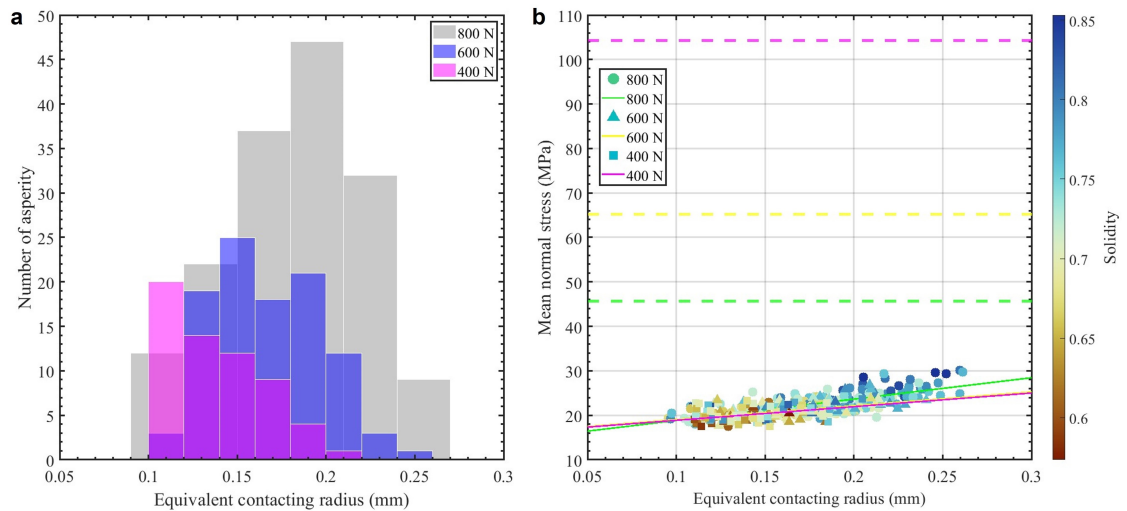 a
50
45
40
35
30
25
20
15
10
5
0
Number of asperity
800 N
600 N
400 N
0.05
0.1
0.15
0.2
0.25
0.3
Equivalent contacting radius (mm)
b
110
100
90
80
70
60
50
40
30
20
10
Mean normal stress (MPa)
800 N
800 N
600 N
600 N
400 N
400 N
0.05
0.1
0.15
0.2
0.25
0.3
Equivalent contacting radius (mm)
0.85
0.8
0.75
0.7
0.65
0.6
Solidity